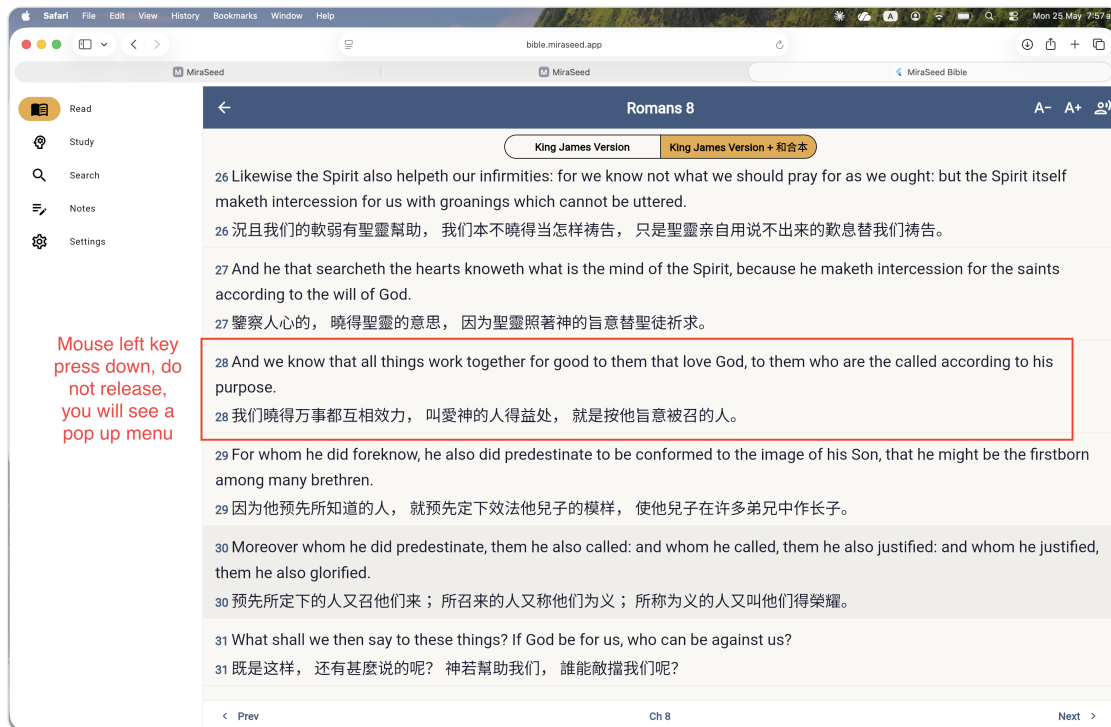 Safari File Edit View History Bookmarks Window Help
A
Mon 25 May 7:57a
bible.miraseed.app
M MiraSeed
M MiraSeed
MiraSeed Bible
Read
Study
Search
Notes
Settings
Romans 8
A- A+
King James Version
King James Version + 和合本
26 Likewise the Spirit also helpeth our infirmities: for we know not what we should pray for as we ought: but the Spirit itself
maketh intercession for us with groanings which cannot be uttered.
26 况且我们的軟弱有聖靈幫助， 我们本不曉得当怎样祷告， 只是聖靈亲自用说不出来的歎息替我们祷告。
27 And he that searcheth the hearts knoweth what is the mind of the Spirit, because he maketh intercession for the saints
according to the will of God.
27 鑒察人心的， 曉得聖靈的意思， 因为聖靈照著神的旨意替聖徒祈求。
28 And we know that all things work together for good to them that love God, to them who are the called according to his
purpose.
28 我们曉得万事都互相效力， 叫愛神的人得益处， 就是按他旨意被召的人。
29 For whom he did foreknow, he also did predestinate to be conformed to the image of his Son, that he might be the firstborn
among many brethren.
29 因为他预先所知道的人， 就预先定下效法他兒子的模样， 使他兒子在许多弟兄中作长子。
30 Moreover whom he did predestinate, them he also called: and whom he called, them he also justified: and whom he justified,
them he also glorified.
30 预先所定下的人又召他们来； 所召来的人又称他们为义； 所称为义的人又叫他们得榮耀。
31 What shall we then say to these things? If God be for us, who can be against us?
31 既是这样， 还有甚麼说的呢？ 神若幫助我们， 誰能敵擋我们呢？
Mouse left key
press down, do
not release,
you will see a
pop up menu
Prev
Ch 8
Next